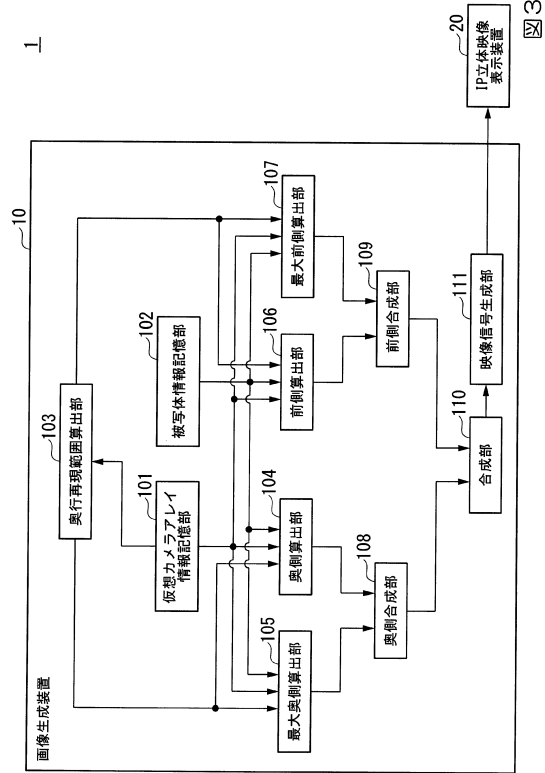 1
図3
10
画像生成装置
103
奥行再現範囲算出部
101
仮想カメラアレイ
情報記憶部
102
被写体情報記憶部
105
最大奥側算出部
104
奥側算出部
106
前側算出部
107
最大前側算出部
108
奥側合成部
109
前側合成部
110
合成部
111
映像信号生成部
20
IP立体映像
表示装置